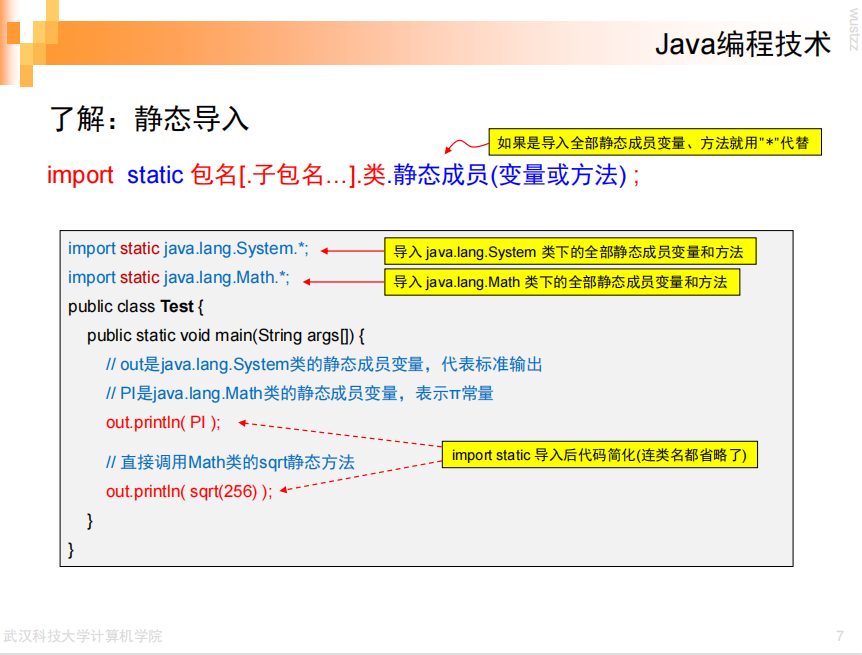 wustzz
Java编程技术
了解：静态导入
如果是导入全部静态成员变量、方法就用"*"代替
import static 包名[.子包名…].类.静态成员(变量或方法) ;
import static java.lang.System.*;
导入 java.lang.System 类下的全部静态成员变量和方法
import static java.lang.Math.*;
导入 java.lang.Math 类下的全部静态成员变量和方法
public class Test {
public static void main(String args[]) {
// out是java.lang.System类的静态成员变量，代表标准输出
// PI是java.lang.Math类的静态成员变量，表示π常量
out.println( PI );
import static 导入后代码简化(连类名都省略了)
// 直接调用Math类的sqrt静态方法
out.println( sqrt(256) );
}
}
武汉科技大学计算机学院
7